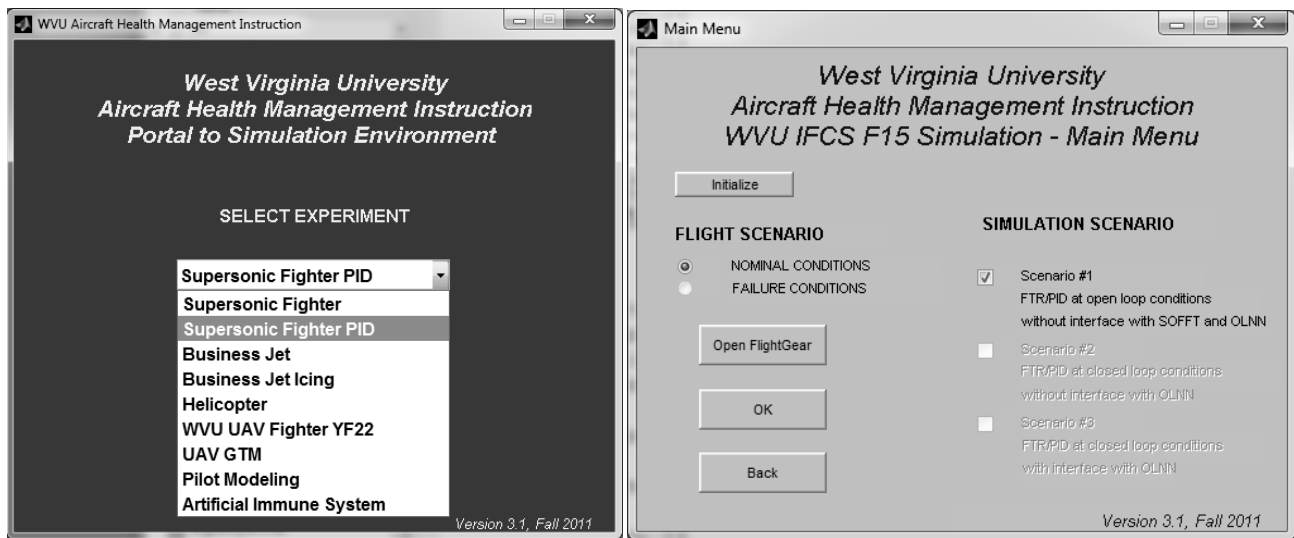 WVU Aircraft Health Management Instruction
West Virginia University
Aircraft Health Management Instruction
Portal to Simulation Environment
SELECT EXPERIMENT
Supersonic Fighter PID
Supersonic Fighter
Supersonic Fighter PID
Business Jet
Business Jet Icing
Helicopter
WVU UAV Fighter YF22
UAV GTM
Pilot Modeling
Artificial Immune System
Version 3.1, Fall 2011
Main Menu
West Virginia University
Aircraft Health Management Instruction
WVU IFCS F15 Simulation - Main Menu
Initialize
FLIGHT SCENARIO
NOMINAL CONDITIONS
FAILURE CONDITIONS
Open FlightGear
OK
Back
SIMULATION SCENARIO
Scenario #1
FTR/PID at open loop conditions
without interface with SOFFT and OLNN
Scenario #2
FTR/PID at closed loop conditions
without interface with OLNN
Scenario #3
FTR/PID at closed loop conditions
with interface with OLNN
Version 3.1, Fall 2011